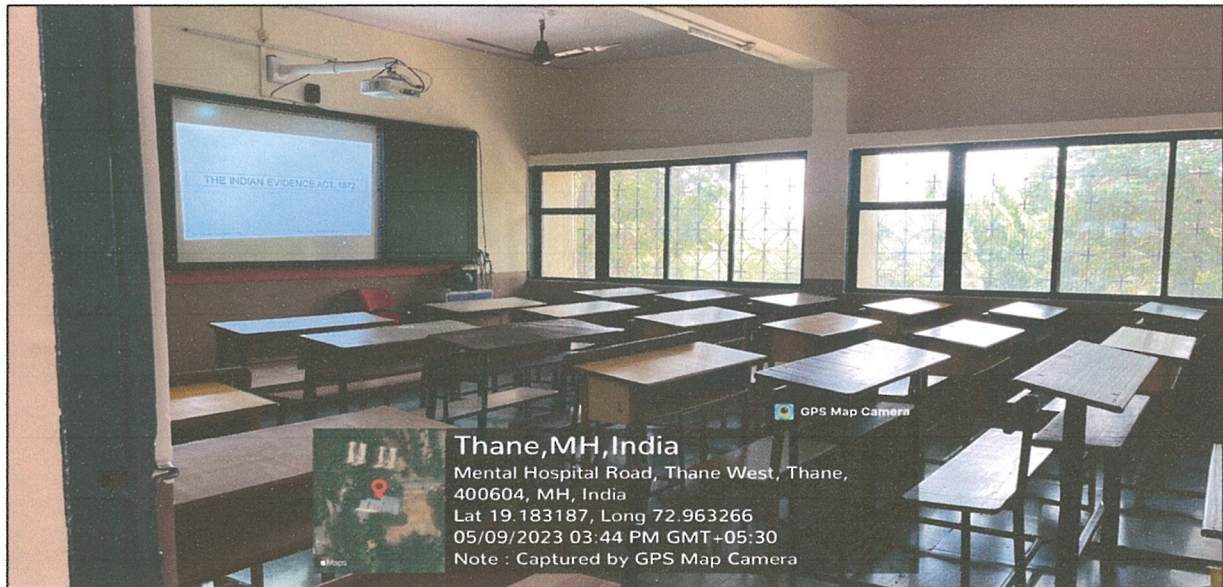 THE INDIAN EVIDENCE ACT, 1872
GPS Map Camera
Thane,MH,India
Mental Hospital Road, Thane West, Thane,
400604, MH, India
Lat 19.183187, Long 72.963266
05/09/2023 03:44 PM GMT+05:30
Note : Captured by GPS Map Camera
Maps